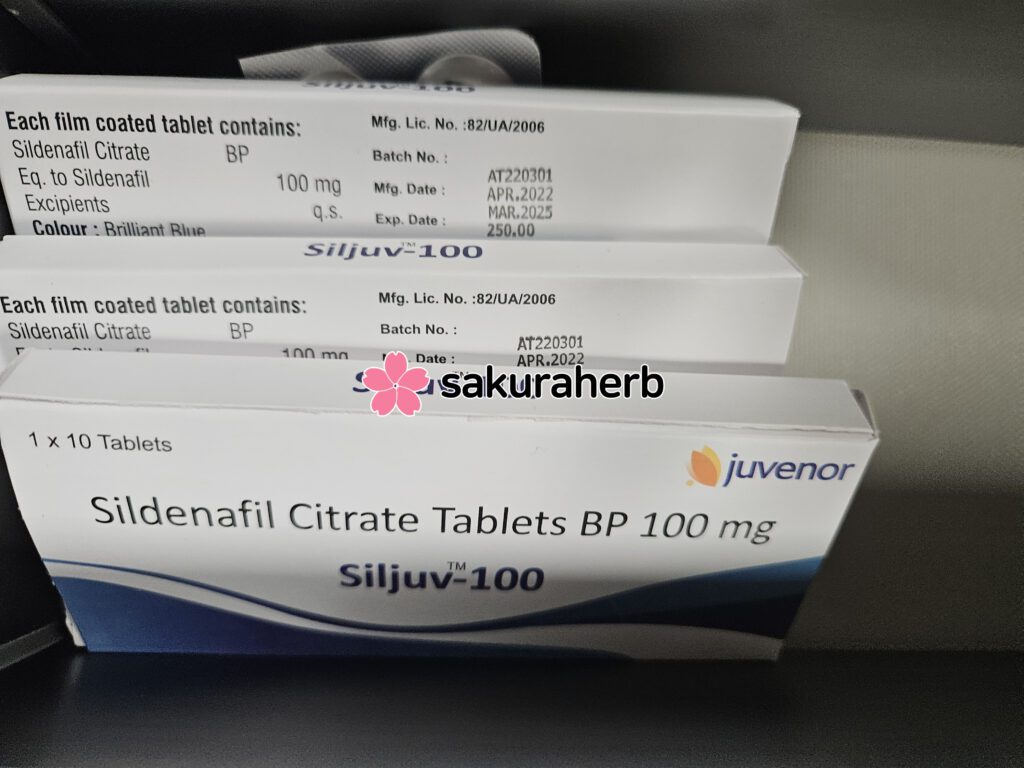 Siljuv-100
Each film coated tablet contains:
Sildenafil Citrate BP
Eq. to Sildenafil 100 mg
Excipients q.s.
Colour : Brilliant Blue
Mfg. Lic. No. :82/UA/2006
Batch No. : AT220301
Mfg. Date : APR.2022
Exp. Date : MAR.2025
250.00
Siljuv™-100
Each film coated tablet contains:
Sildenafil Citrate BP
100 mg
Mfg. Lic. No. :82/UA/2006
Batch No. : AT220301
Date : APR.2022
sakuraherb
1 x 10 Tablets
juvenor
Sildenafil Citrate Tablets BP 100 mg
Siljuv™-100